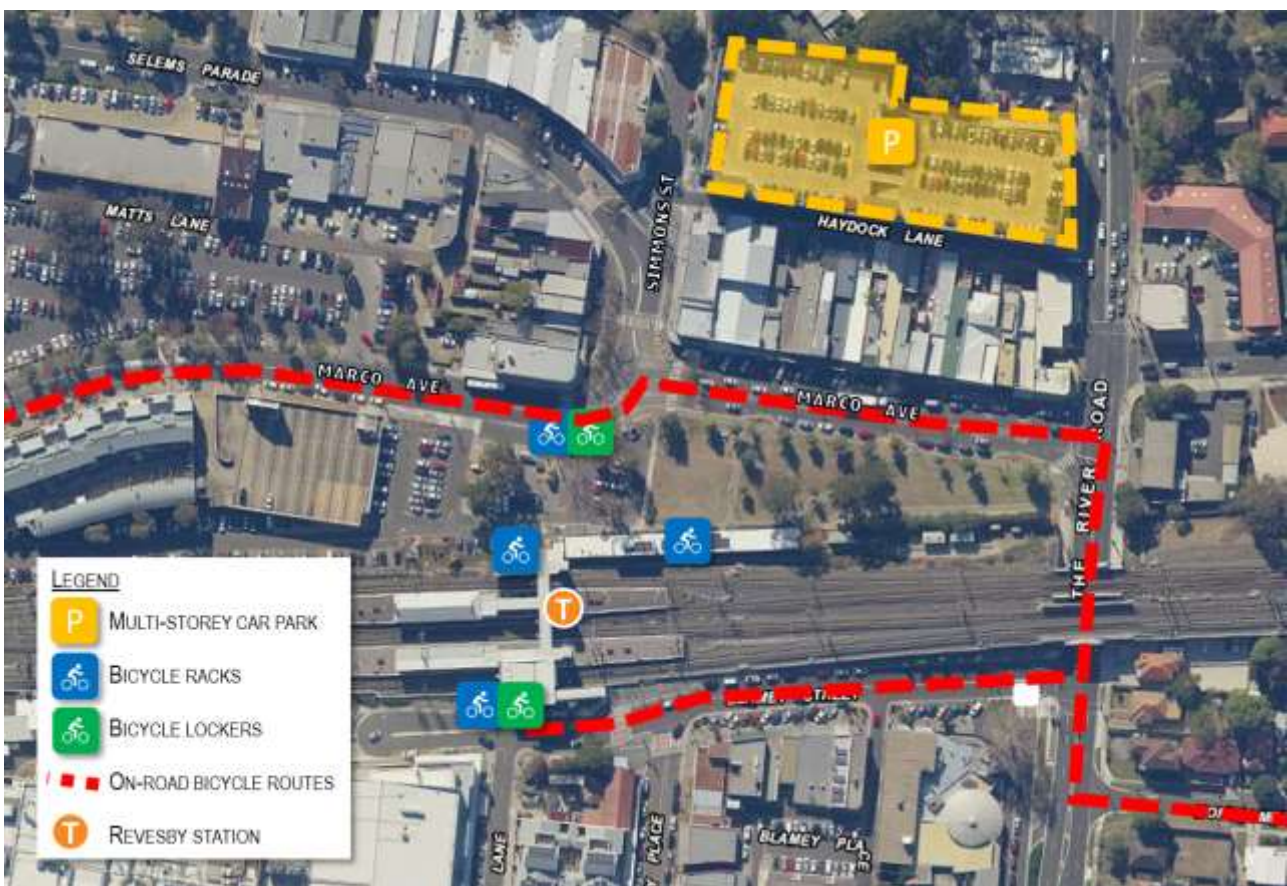 SELEMS PARADE
MATTS LANE
SIMMONS ST
P
HAYDOCK LANE
MARCO AVE
MARCO AVE
THE RIVER ROAD
T
STREET
LANE
PLACE
BLAMEY PLACE
LEGEND
P MULTI-STOREY CAR PARK
BICYCLE RACKS
BICYCLE LOCKERS
ON-ROAD BICYCLE ROUTES
T REVESBY STATION